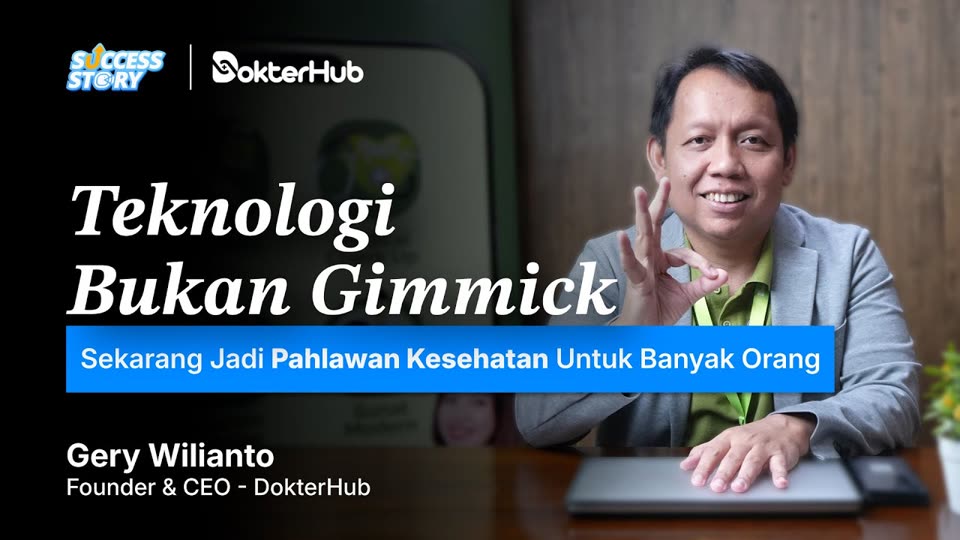 SUCCESS
STORY
DokterHub
Teknologi
Bukan Gimmick
Sekarang Jadi Pahlawan Kesehatan Untuk Banyak Orang
Gery Wilianto
Founder & CEO - DokterHub